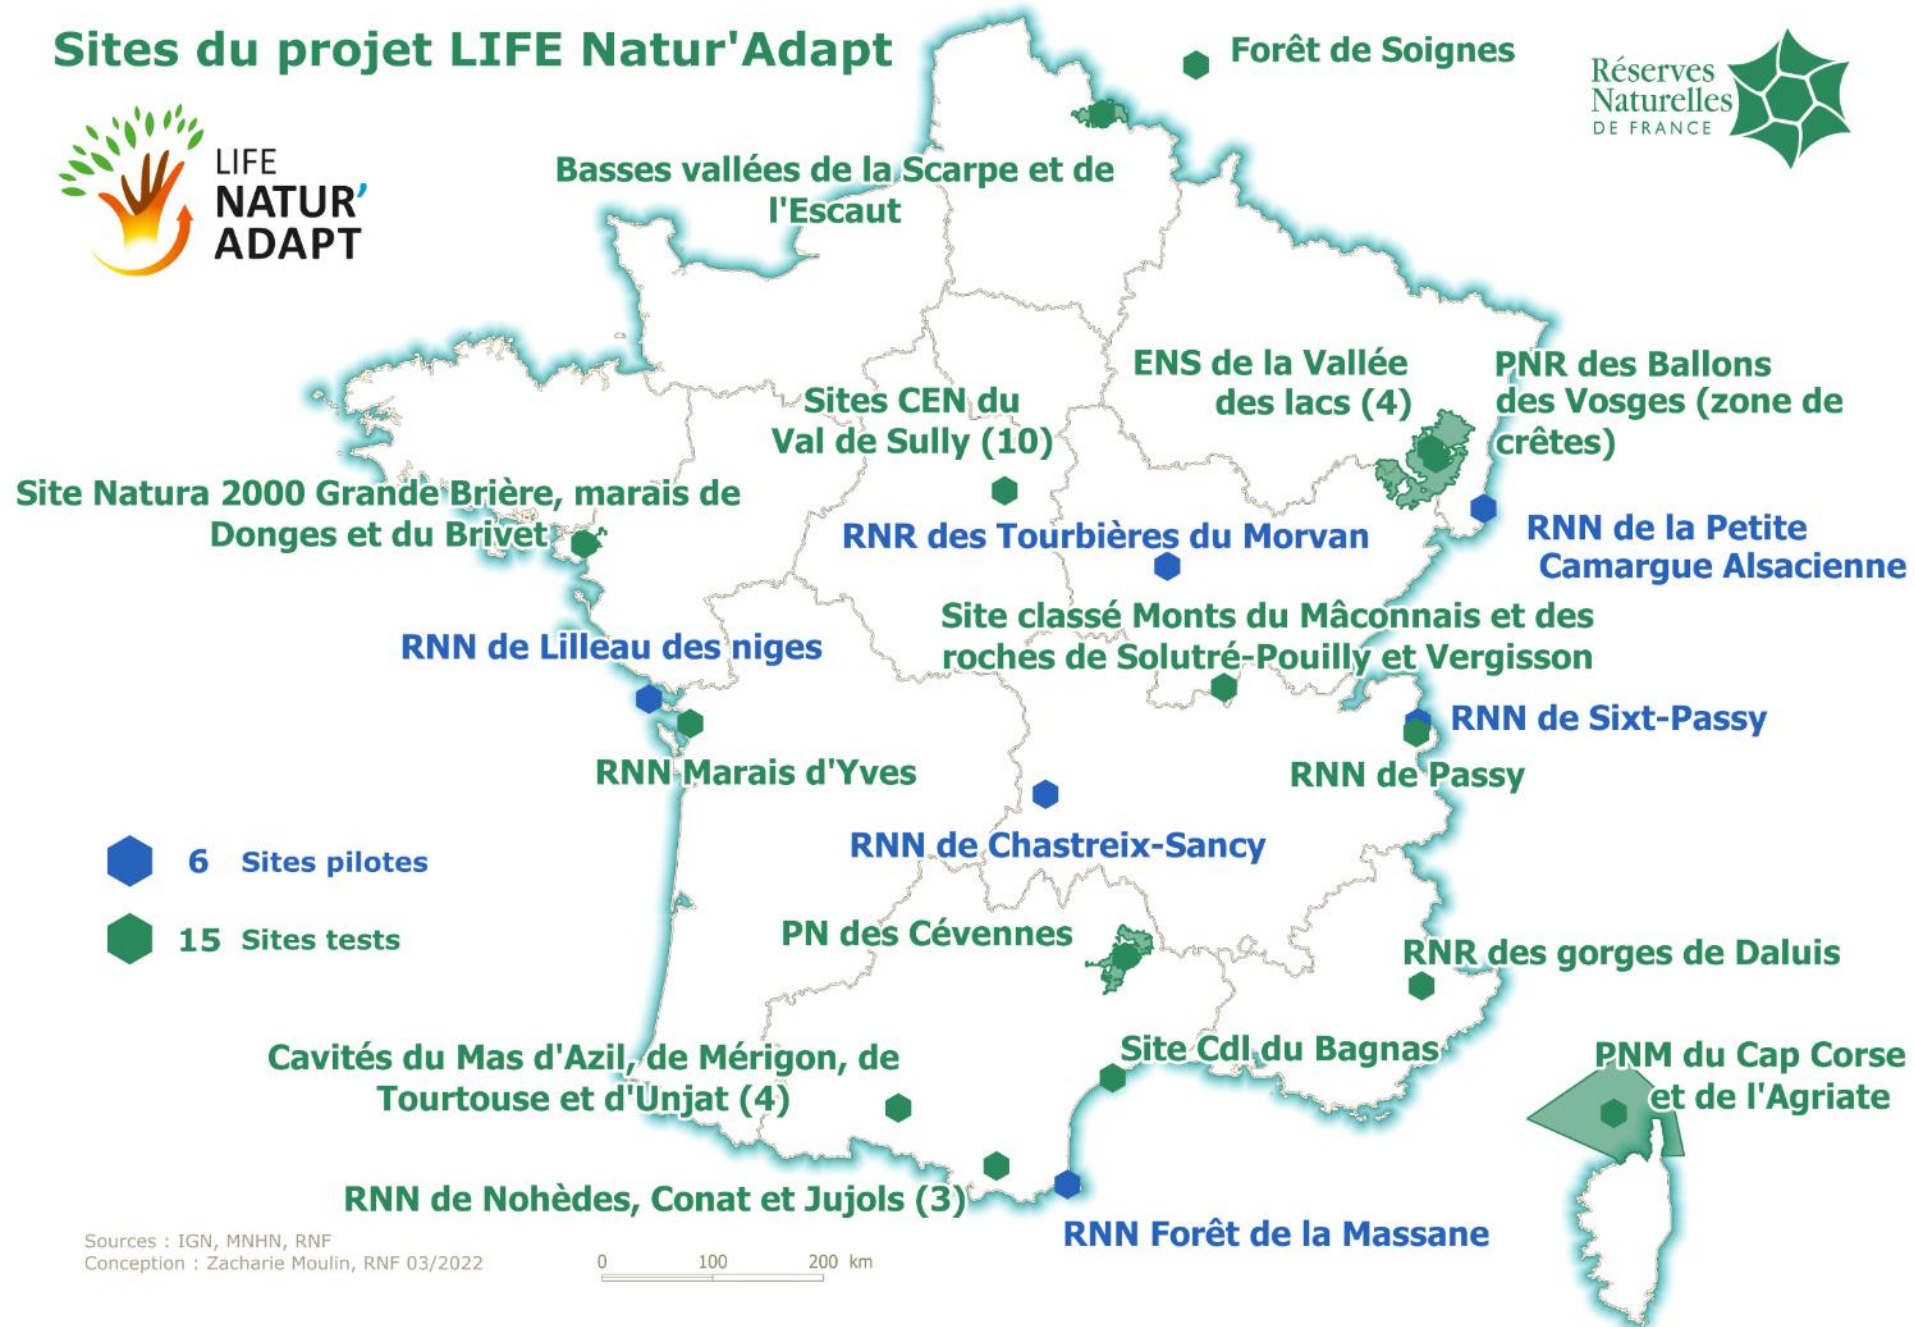 Sites du projet LIFE Natur'Adapt
LIFE
NATUR'
ADAPT
Forêt de Soignes
Réserves
Naturelles
DE FRANCE
Basses vallées de la Scarpe et de
l'Escaut
ENS de la Vallée
des lacs (4)
PNR des Ballons
des Vosges (zone de
crêtes)
Sites CEN du
Val de Sully (10)
Site Natura 2000 Grande Brière, marais de
Donges et du Brivet
RNR des Tourbières du Morvan
RNN de la Petite
Camargue Alsacienne
Site classé Monts du Mâconnais et des
roches de Solutré-Pouilly et Vergisson
RNN de Lilleau des niges
RNN de Sixt-Passy
RNN Marais d'Yves
RNN de Passy
RNN de Chastreix-Sancy
6 Sites pilotes
15 Sites tests
PN des Cévennes
RNR des gorges de Daluis
Cavités du Mas d'Azil, de Mérigon, de
Tourtouse et d'Unjat (4)
Site Cdl du Bagnas
PNM du Cap Corse
et de l'Agriate
RNN de Nohèdes, Conat et Jujols (3)
RNN Forêt de la Massane
Sources : IGN, MNHN, RNF
Conception : Zacharie Moulin, RNF 03/2022
0 100 200 km